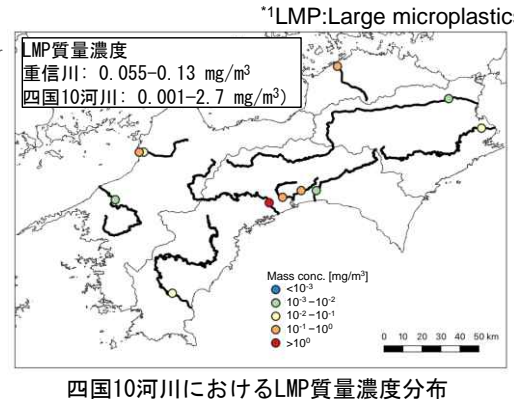 *1LMP:Large microplastics
LMP質量濃度
重信川: 0.055-0.13 mg/m3
四国10河川: 0.001-2.7 mg/m3)
Mass conc. [mg/m3]
<10-3
10-3-10-2
10-2-10-1
10-1-100
>100
0 10 20 30 40 50 km
四国10河川におけるLMP質量濃度分布